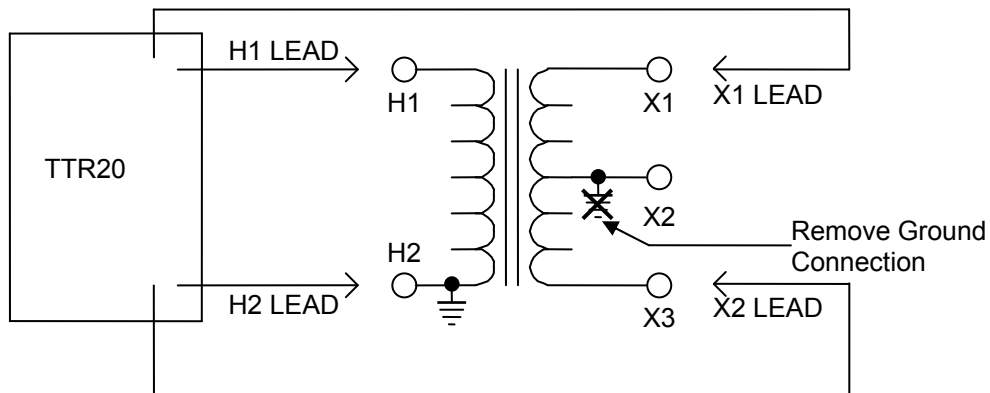 H1 LEAD
H1
X1
X1 LEAD
TTR20
X2
Remove Ground
Connection
H2
H2 LEAD
X3
X2 LEAD